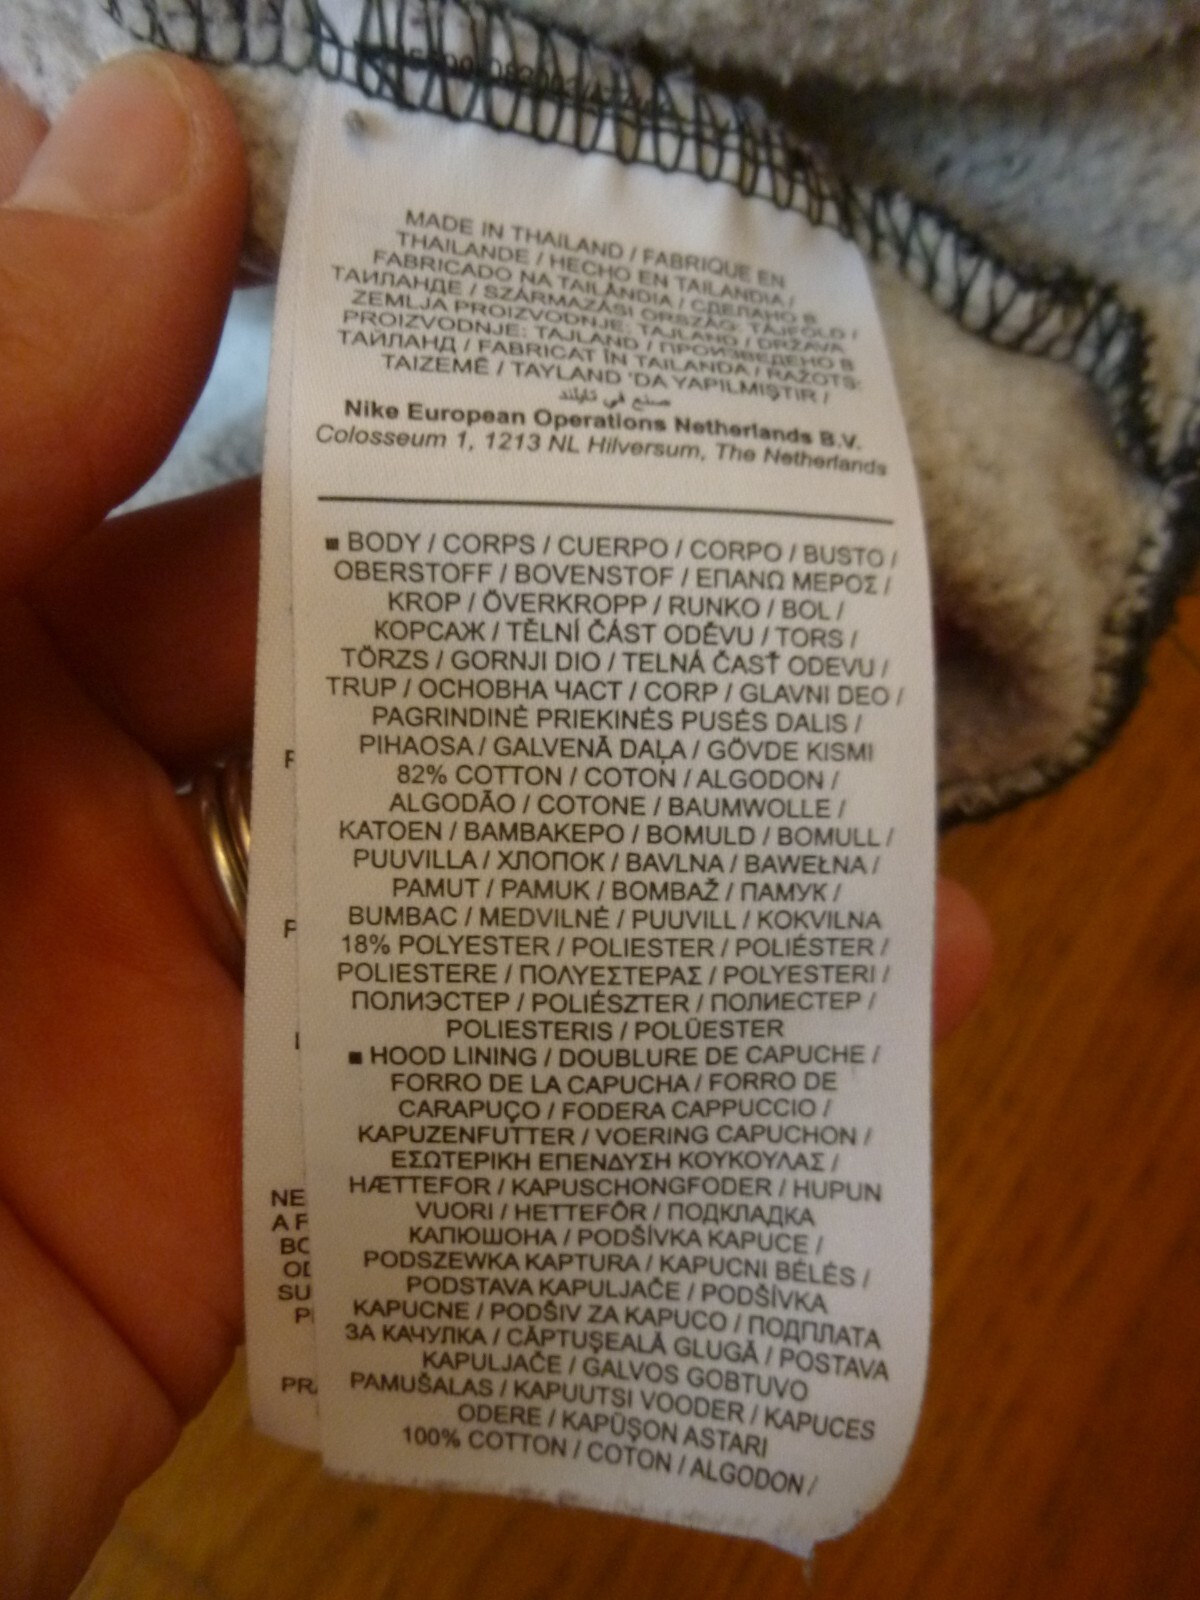 MADE IN THAILAND / FABRIQUE EN
THAILANDE / HECHO EN TAILANDIA /
FABRICADO NA TAILÂNDIA / СДЕЛАНО В
ТАИЛАНДЕ / SZÁRMAZÁSI ORSZÁG: TAJFÖLD /
ZEMLJA PROIZVODNJE: TAJLAND / DRŽAVA
PROIZVODNJE: TAJLAND / ПРОИЗВЕДЕНО В
ТАЙЛАНД / FABRICAT ÎN TAILANDA / RAŽOTS:
TAIZEMĒ / TAYLAND 'DA YAPILMIŞTIR /
صنع في تايلند
Nike European Operations Netherlands B.V.
Colosseum 1, 1213 NL Hilversum, The Netherlands
■ BODY / CORPS / CUERPO / CORPO / BUSTO /
OBERSTOFF / BOVENSTOF / ΕΠΑΝΩ ΜΕΡΟΣ /
KROP / ÖVERKROPP / RUNKO / BOL /
КОРСАЖ / TĚLNÍ ČÁST ODĚVU / TORS /
TÖRZS / GORNJI DIO / TELNÁ ČASŤ ODEVU /
TRUP / ОСНОВНА ЧАСТ / CORP / GLAVNI DEO /
PAGRINDINĖ PRIEKINĖS PUSĖS DALIS /
PIHAOSA / GALVENĀ DAĻA / GÖVDE KISMI
82% COTTON / COTON / ALGODON /
ALGODÃO / COTONE / BAUMWOLLE /
KATOEN / ΒΑΜΒΑΚΕΡΟ / BOMULD / BOMULL /
PUUVILLA / ХЛОПОК / BAVLNA / BAWEŁNA /
PAMUT / PAMUK / BOMBAŽ / ПАМУК /
BUMBAC / MEDVILNĖ / PUUVILL / KOKVILNA
18% POLYESTER / POLIESTER / POLIÉSTER /
POLIESTERE / ΠΟΛΥΕΣΤΕΡΑΣ / POLYESTERI /
ПОЛИЭСТЕР / POLIÉSZTER / ПОЛИЕСТЕР /
POLIESTERIS / POLÜESTER
■ HOOD LINING / DOUBLURE DE CAPUCHE /
FORRO DE LA CAPUCHA / FORRO DE
CARAPUÇO / FODERA CAPPUCCIO /
KAPUZENFUTTER / VOERING CAPUCHON /
ΕΣΩΤΕΡΙΚΗ ΕΠΕΝΔΥΣΗ ΚΟΥΚΟΥΛΑΣ /
HÆTTEFOR / KAPUSCHONGFODER / HUPUN
VUORI / HETTEFÔR / ПОДКЛАДКА
КАПЮШОНА / PODŠÍVKA KAPUCE /
PODSZEWKA KAPTURA / KAPUCNI BÉLÉS /
PODSTAVA KAPULJAČE / PODŠÍVKA
KAPUCNE / PODŠIV ZA KAPUCO / ПОДПЛАТА
ЗА КАЧУЛКА / CĂPTUŞEALĂ GLUGĂ / POSTAVA
KAPULJAČE / GALVOS GOBTUVO
PAMUŠALAS / KAPUUTSI VOODER / KAPUCES
ODERE / KAPÜŞON ASTARI
100% COTTON / COTON / ALGODON /